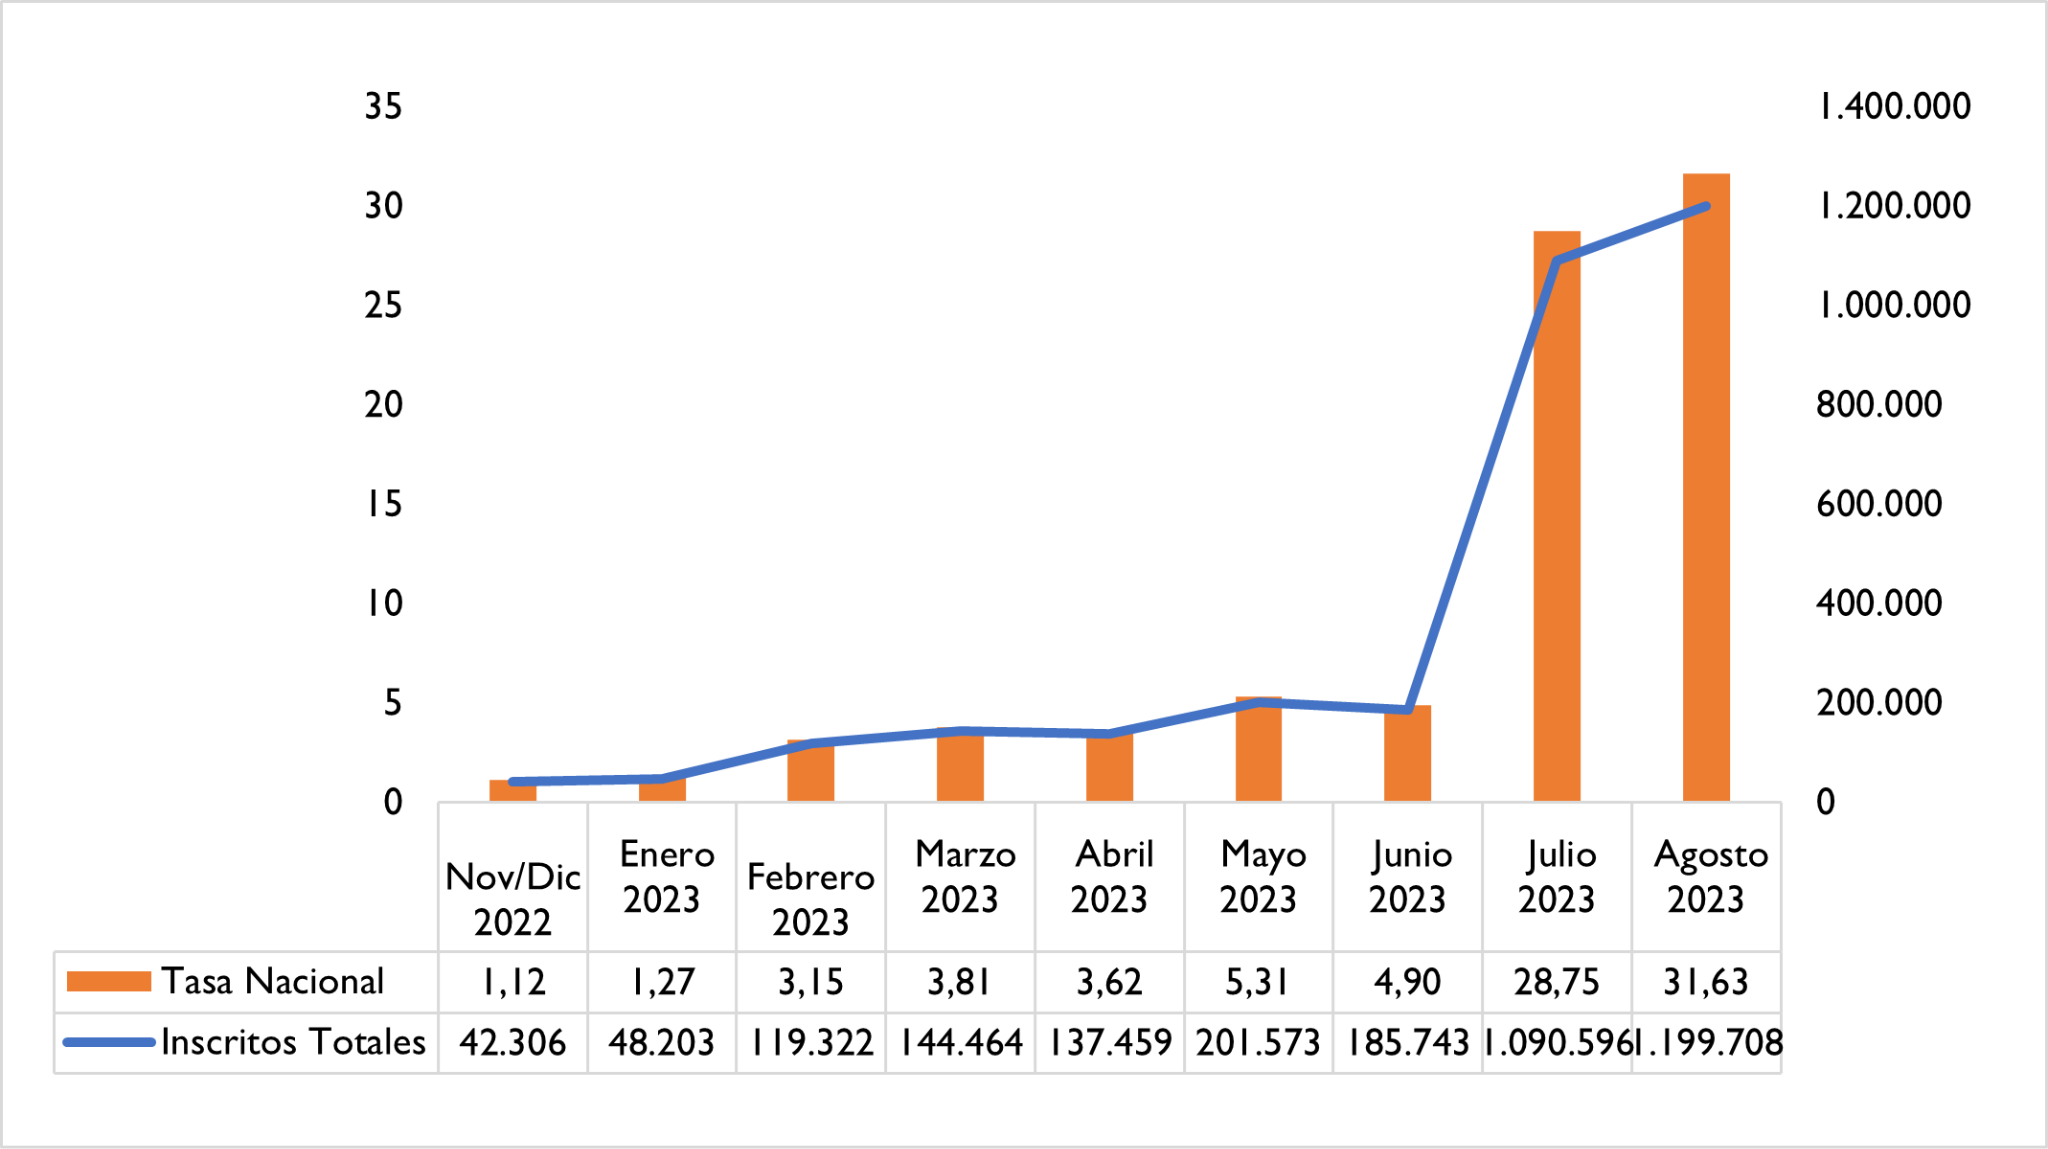 35
30
25
20
15
10
5
0
1.400.000
1.200.000
1.000.000
800.000
600.000
400.000
200.000
0
Nov/Dic
2022
Enero
2023
Febrero
2023
Marzo
2023
Abril
2023
Mayo
2023
Junio
2023
Julio
2023
Agosto
2023
Tasa Nacional 1,12 1,27 3,15 3,81 3,62 5,31 4,90 28,75 31,63
Inscritos Totales 42.306 48.203 119.322 144.464 137.459 201.573 185.743 1.090.596 1.199.708